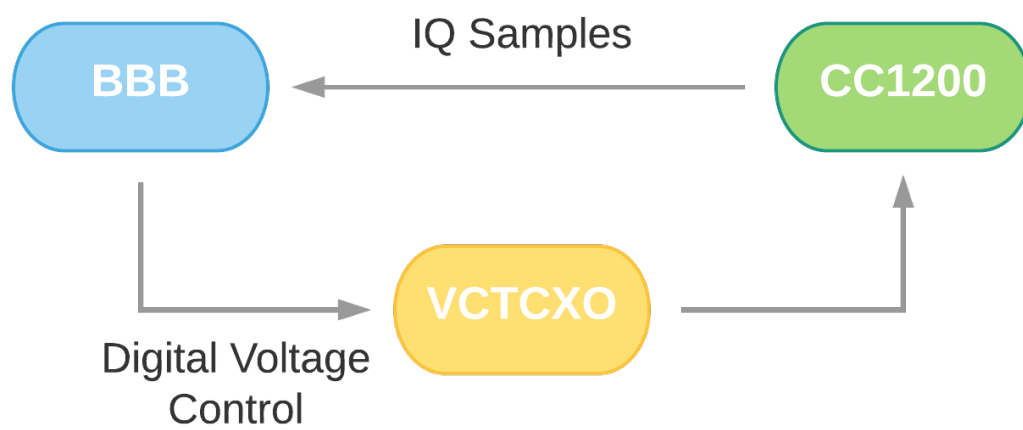 IQ Samples
BBB
CC1200
VCTCXO
Digital Voltage
Control